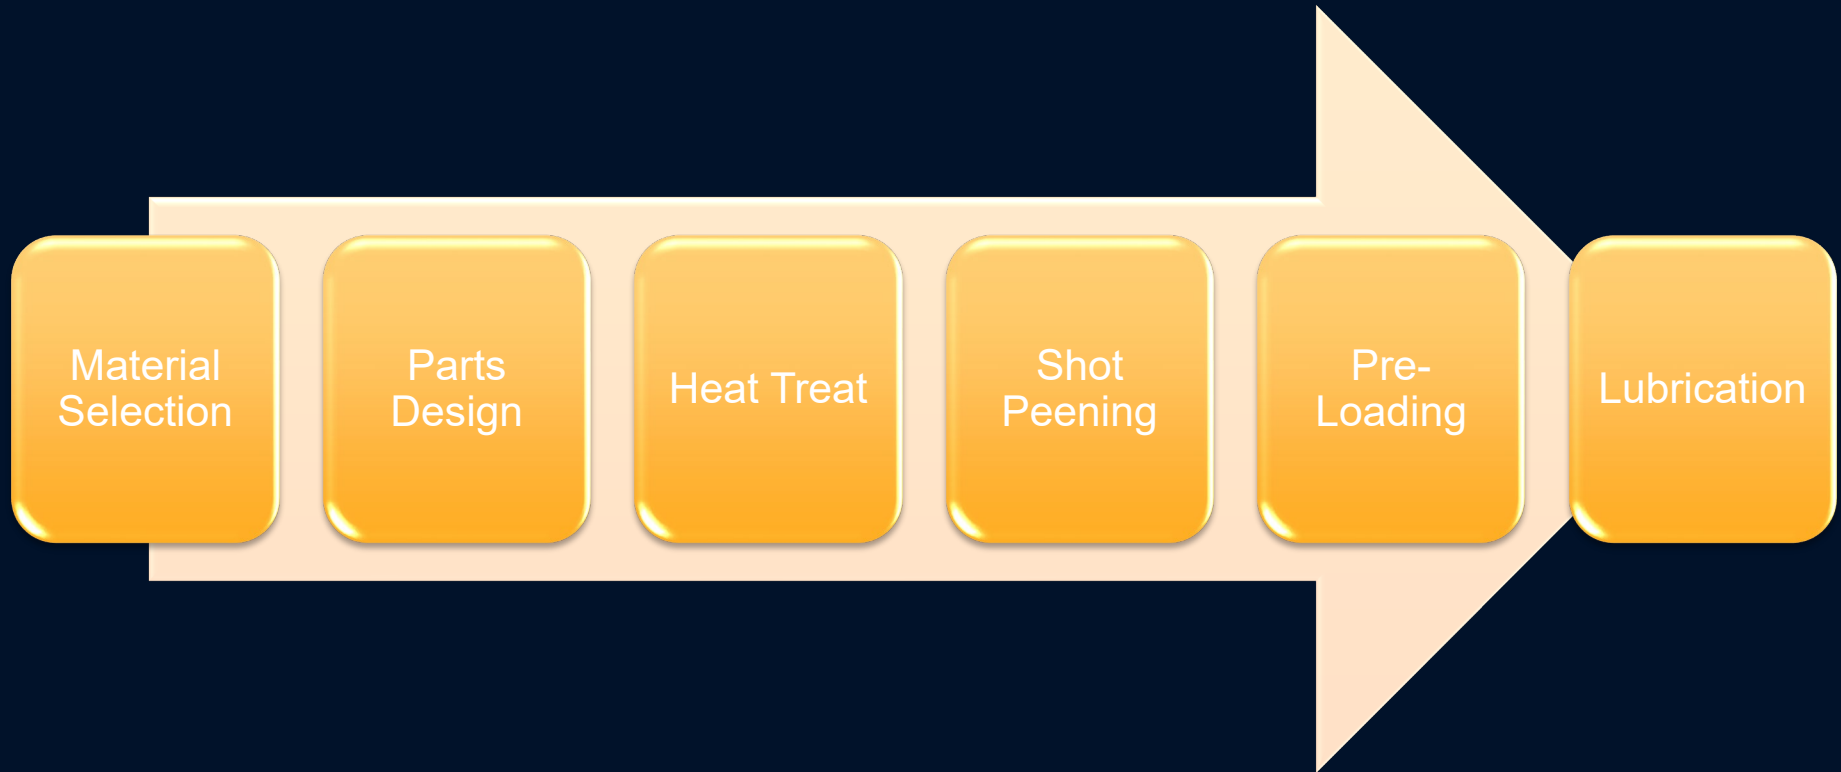 Material
Selection
Parts
Design
Heat Treat
Shot
Peening
Pre-
Loading
Lubrication